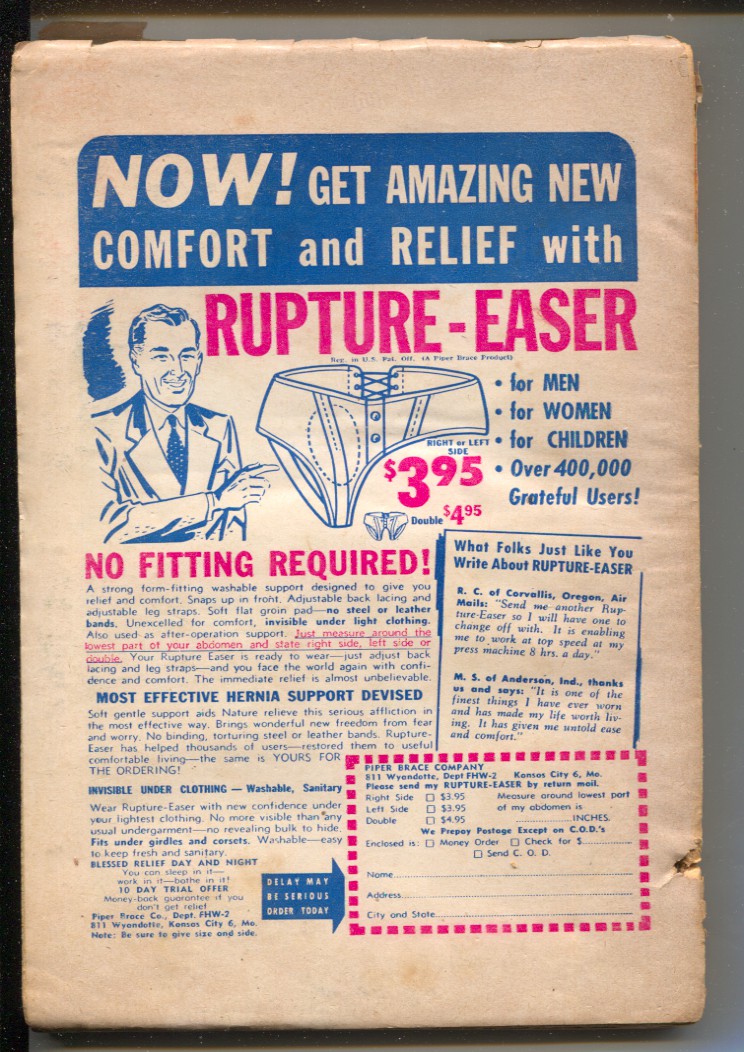 NOW! GET AMAZING NEW
COMFORT and RELIEF with
RUPTURE-EASER
Reg. in U.S. Pat. Off. (A Piper Brace Product)
• for MEN
• for WOMEN
• for CHILDREN
• Over 400,000
Grateful Users!
RIGHT or LEFT
SIDE
$3.95
Double $4.95
NO FITTING REQUIRED!
A strong form-fitting washable support designed to give you
relief and comfort. Snaps up in front. Adjustable back lacing and
adjustable leg straps. Soft flat groin pad—no steel or leather
bands. Unexcelled for comfort, invisible under light clothing.
Also used as after-operation support. Just measure around the
lowest part of your abdomen and state right side, left side or
double. Your Rupture Easer is ready to wear—just adjust back
lacing and leg straps—and you face the world again with confi-
dence and comfort. The immediate relief is almost unbelievable.
MOST EFFECTIVE HERNIA SUPPORT DEVISED
Soft gentle support aids Nature relieve this serious affliction in
the most effective way. Brings wonderful new freedom from fear
and worry. No binding, torturing steel or leather bands. Rupture-
Easer has helped thousands of users—restored them to useful
comfortable living—the same is YOURS FOR
THE ORDERING!
INVISIBLE UNDER CLOTHING — Washable, Sanitary
Wear Rupture-Easer with new confidence under
your lightest clothing. No more visible than any
usual undergarment—no revealing bulk to hide.
Fits under girdles and corsets. Washable—easy
to keep fresh and sanitary.
BLESSED RELIEF DAY AND NIGHT
You can sleep in it—
work in it—bathe in it!
10 DAY TRIAL OFFER
Money-back guarantee if you
don't get relief
Piper Brace Co., Dept. FHW-2
811 Wyandotte, Kansas City 6, Mo.
Note: Be sure to give size and side.
DELAY MAY
BE SERIOUS
ORDER TODAY
What Folks Just Like You
Write About RUPTURE-EASER
R. C. of Corvallis, Oregon, Air
Mails: "Send me another Rup-
ture-Easer so I will have one to
change off with. It is enabling
me to work at top speed at my
press machine 8 hrs. a day."
M. S. of Anderson, Ind., thanks
us and says: "It is one of the
finest things I have ever worn
and has made my life worth liv-
ing. It has given me untold ease
and comfort."
PIPER BRACE COMPANY
811 Wyandotte, Dept FHW-2 Kansas City 6, Mo.
Please send my RUPTURE-EASER by return mail.
Right Side □ $3.95 Measure around lowest part
Left Side □ $3.95 of my abdomen is
Double □ $4.95 ....................INCHES.
We Prepay Postage Except on C.O.D.'s
Enclosed is: □ Money Order □ Check for $..............
□ Send C. O. D.
Name..............................
Address..............................
City and State..............................